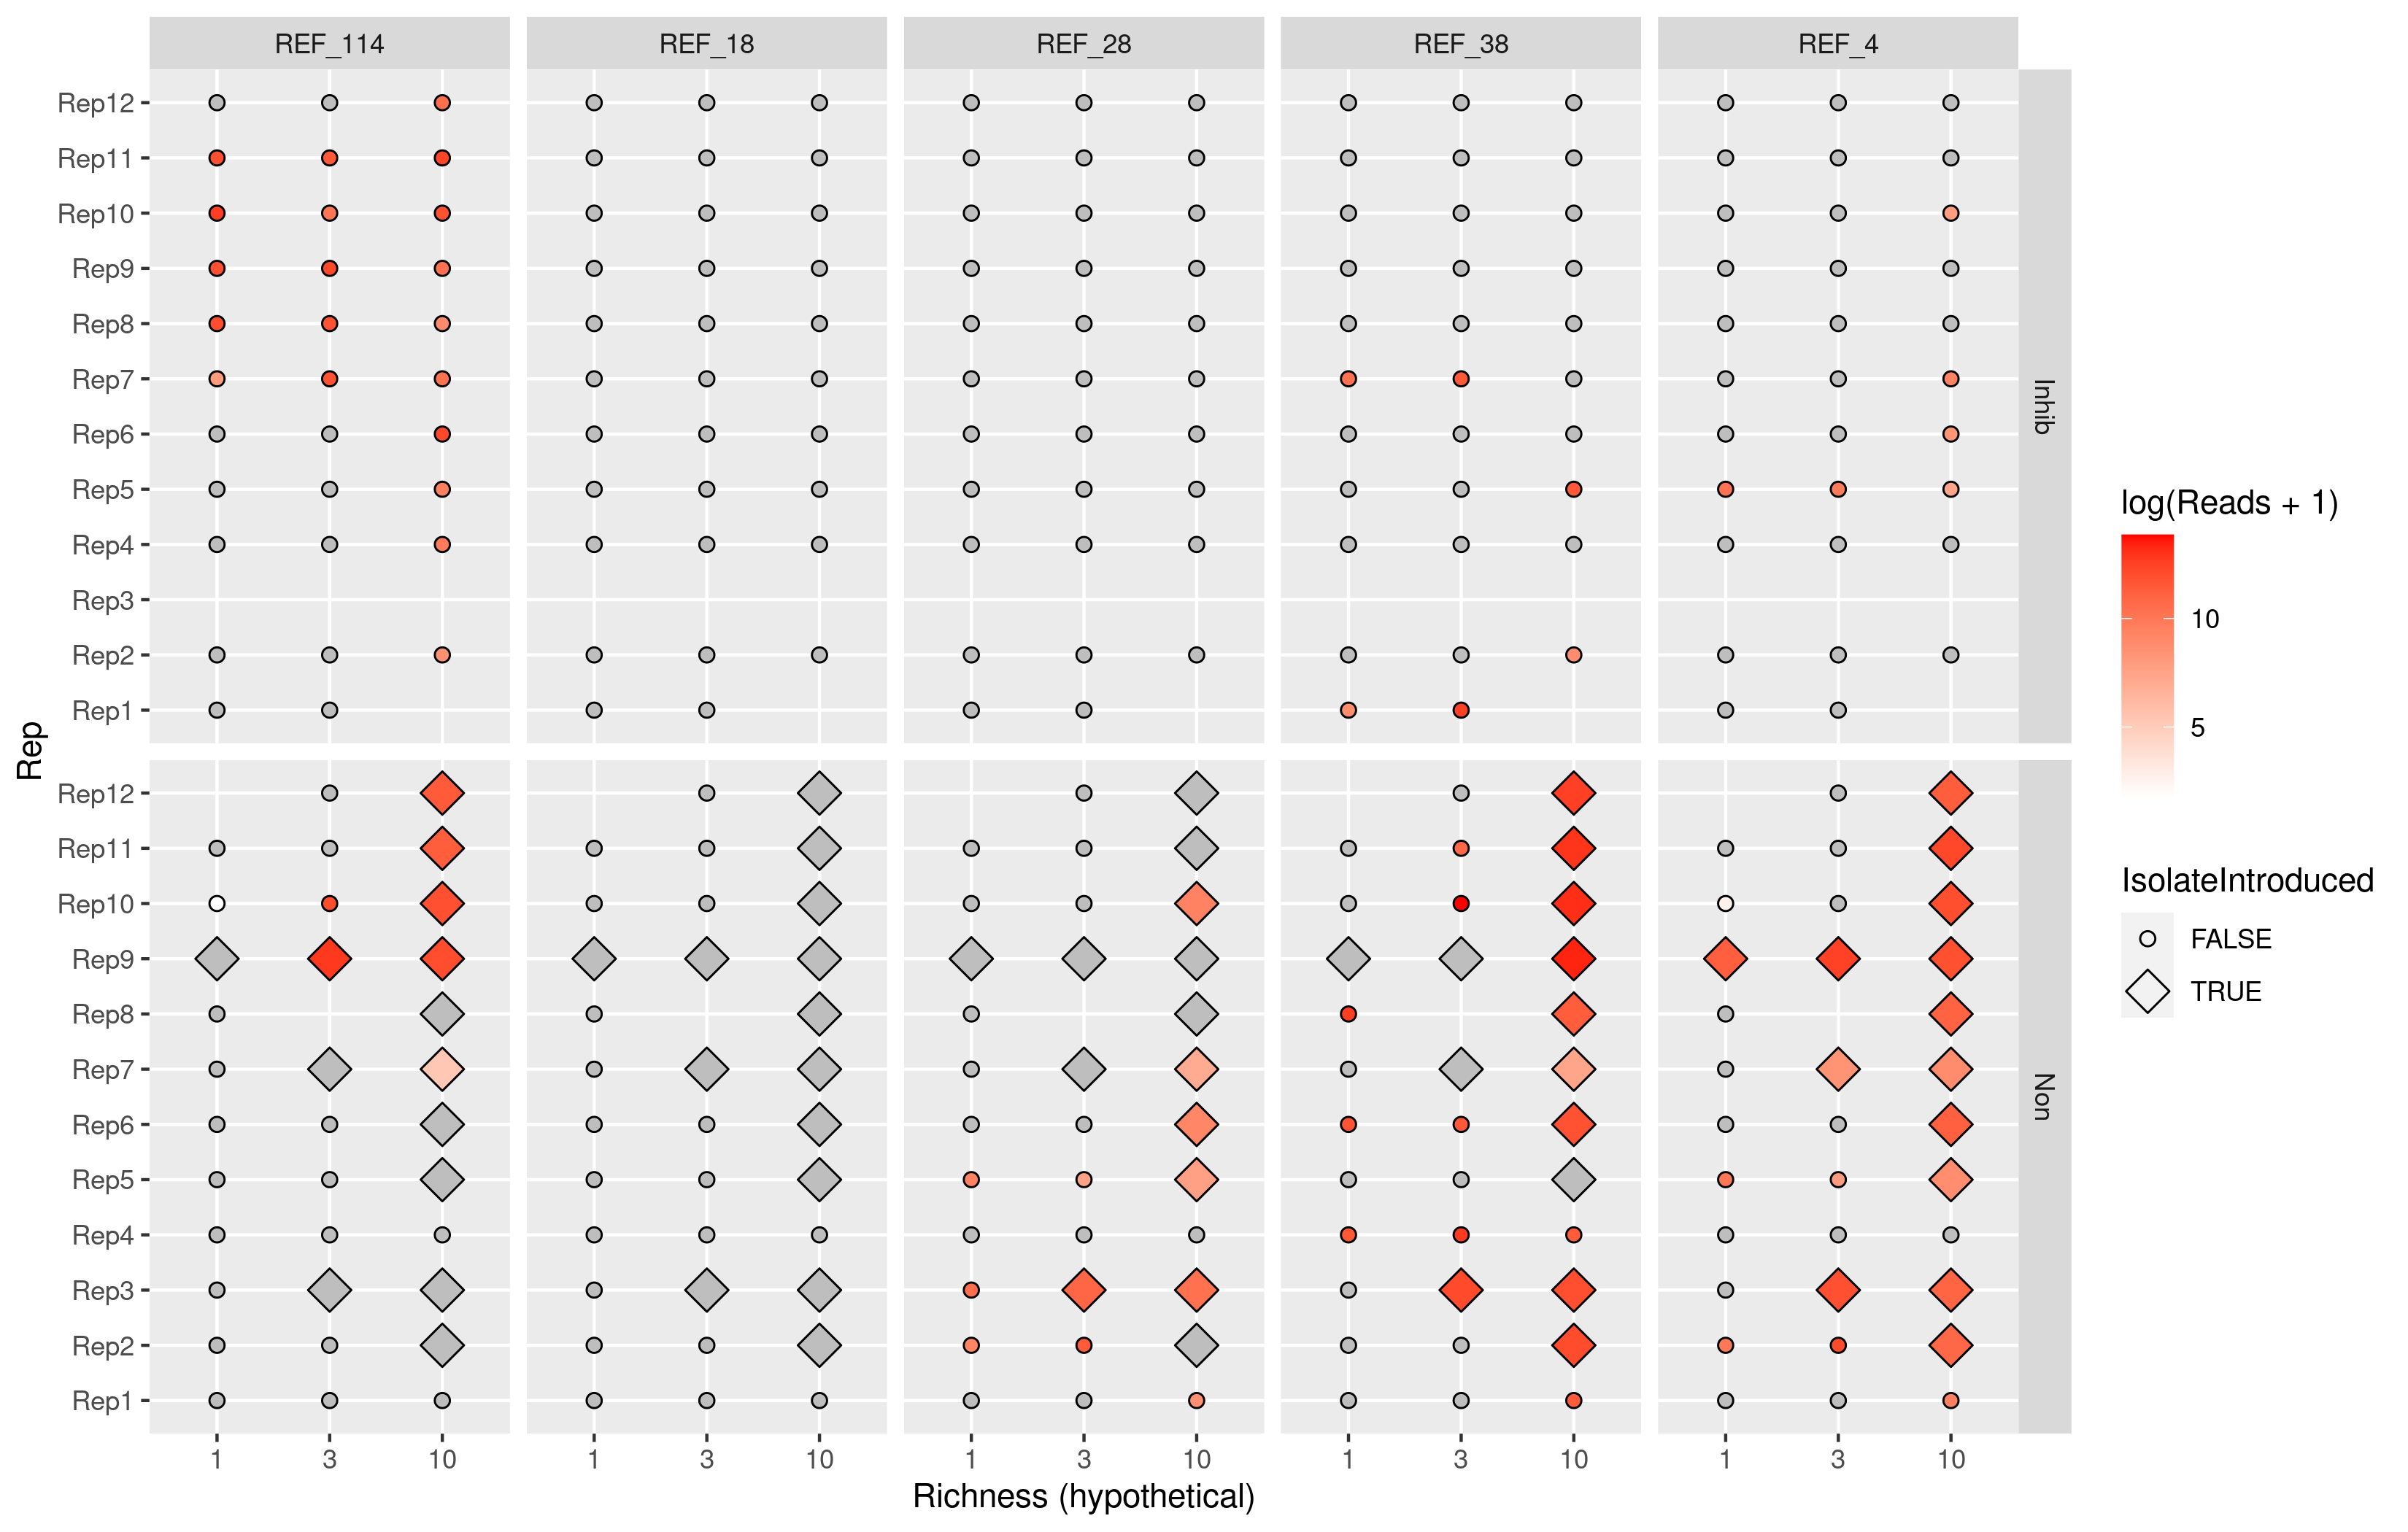 REF_114 REF_18 REF_28 REF_38 REF_4
Rep12
Rep11
Rep10
Rep9
Rep8
Rep7
Rep6
Rep5
Rep4
Rep3
Rep2
Rep1
Inhib
Rep12
Rep11
Rep10
Rep9
Rep8
Rep7
Rep6
Rep5
Rep4
Rep3
Rep2
Rep1
Non
Rep
1 3 10 1 3 10 1 3 10 1 3 10 1 3 10
Richness (hypothetical)
log(Reads + 1)
10
5
IsolateIntroduced
FALSE
TRUE